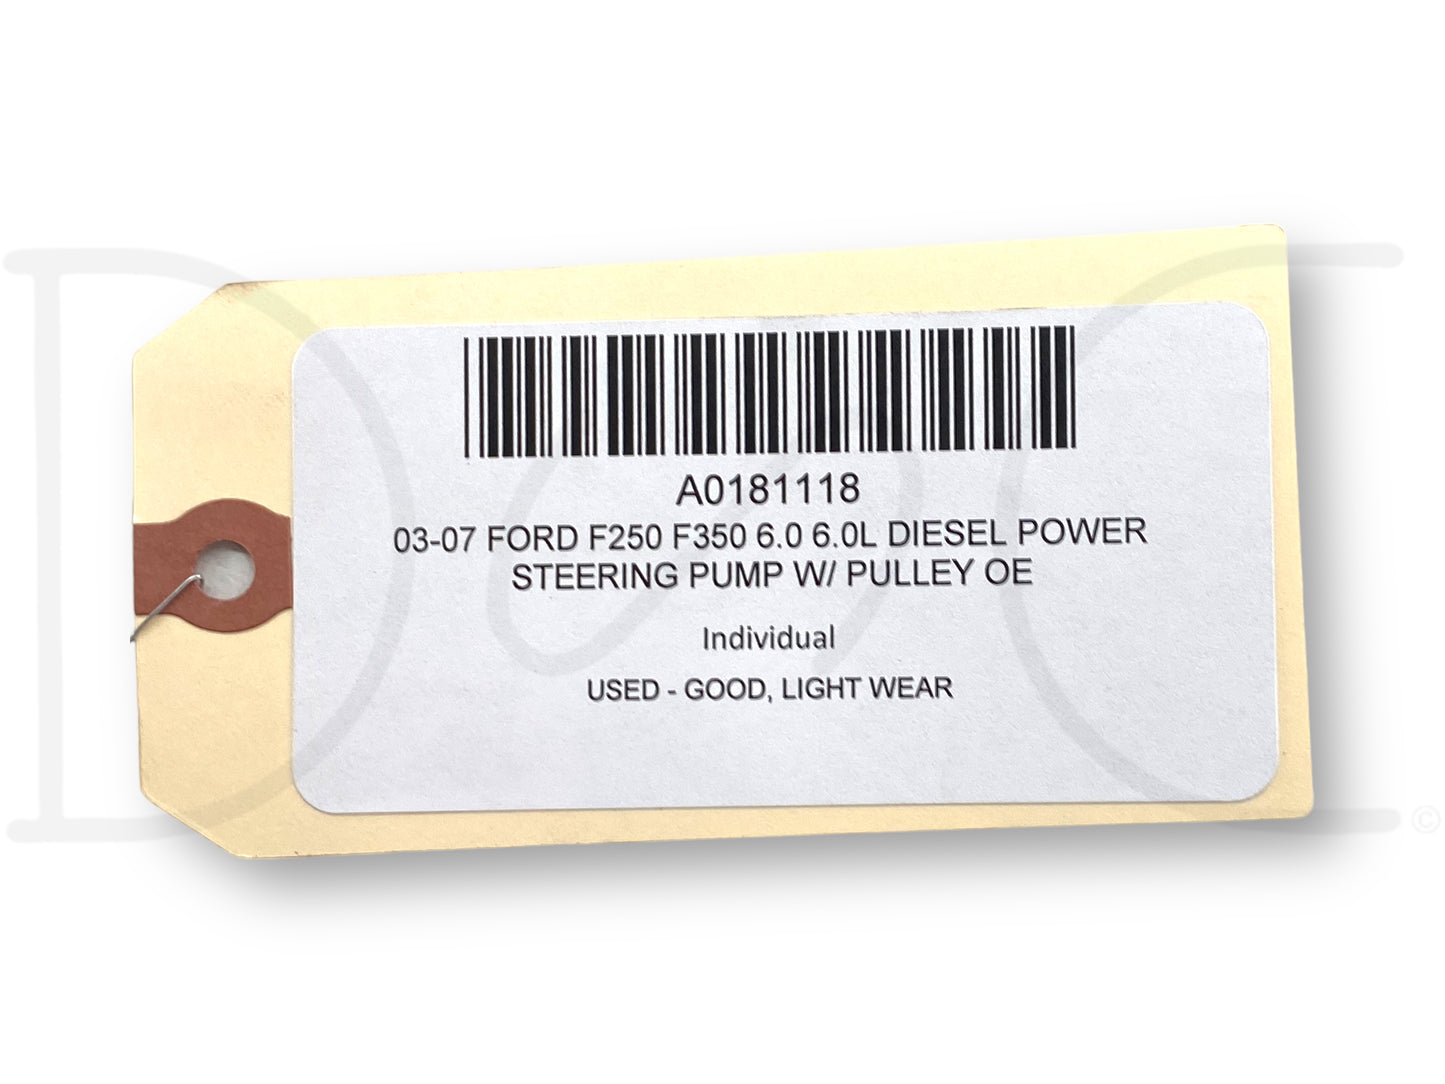 A0181118
03-07 FORD F250 F350 6.0 6.0L DIESEL POWER
STEERING PUMP W/ PULLEY OE
Individual
USED - GOOD, LIGHT WEAR
©